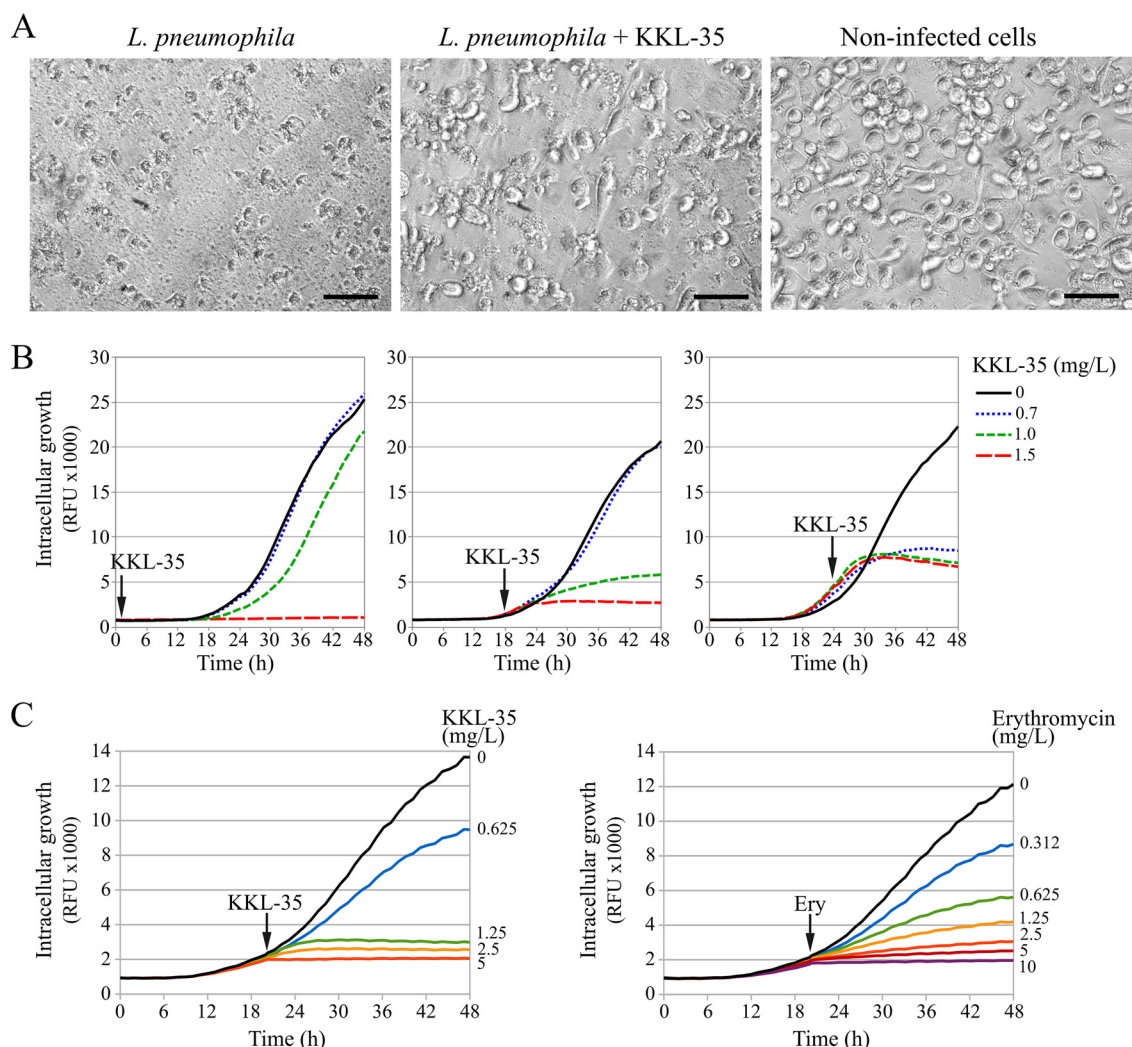 A
L. pneumophila
L. pneumophila + KKL-35
Non-infected cells
B
Intracellular growth
(RFU x1000)
30
25
20
15
10
5
0
KKL-35
0 6 12 18 24 30 36 42 48
Time (h)
30
25
20
15
10
5
0
KKL-35
0 6 12 18 24 30 36 42 48
Time (h)
30
25
20
15
10
5
0
KKL-35
0 6 12 18 24 30 36 42 48
Time (h)
KKL-35 (mg/L)
0
0.7
1.0
1.5
C
Intracellular growth
(RFU x1000)
14
12
10
8
6
4
2
0
KKL-35
KKL-35
(mg/L)
0
0.625
1.25
2.5
5
0 6 12 18 24 30 36 42 48
Time (h)
Intracellular growth
(RFU x1000)
14
12
10
8
6
4
2
0
Ery
Erythromycin
(mg/L)
0
0.312
0.625
1.25
2.5
5
10
0 6 12 18 24 30 36 42 48
Time (h)